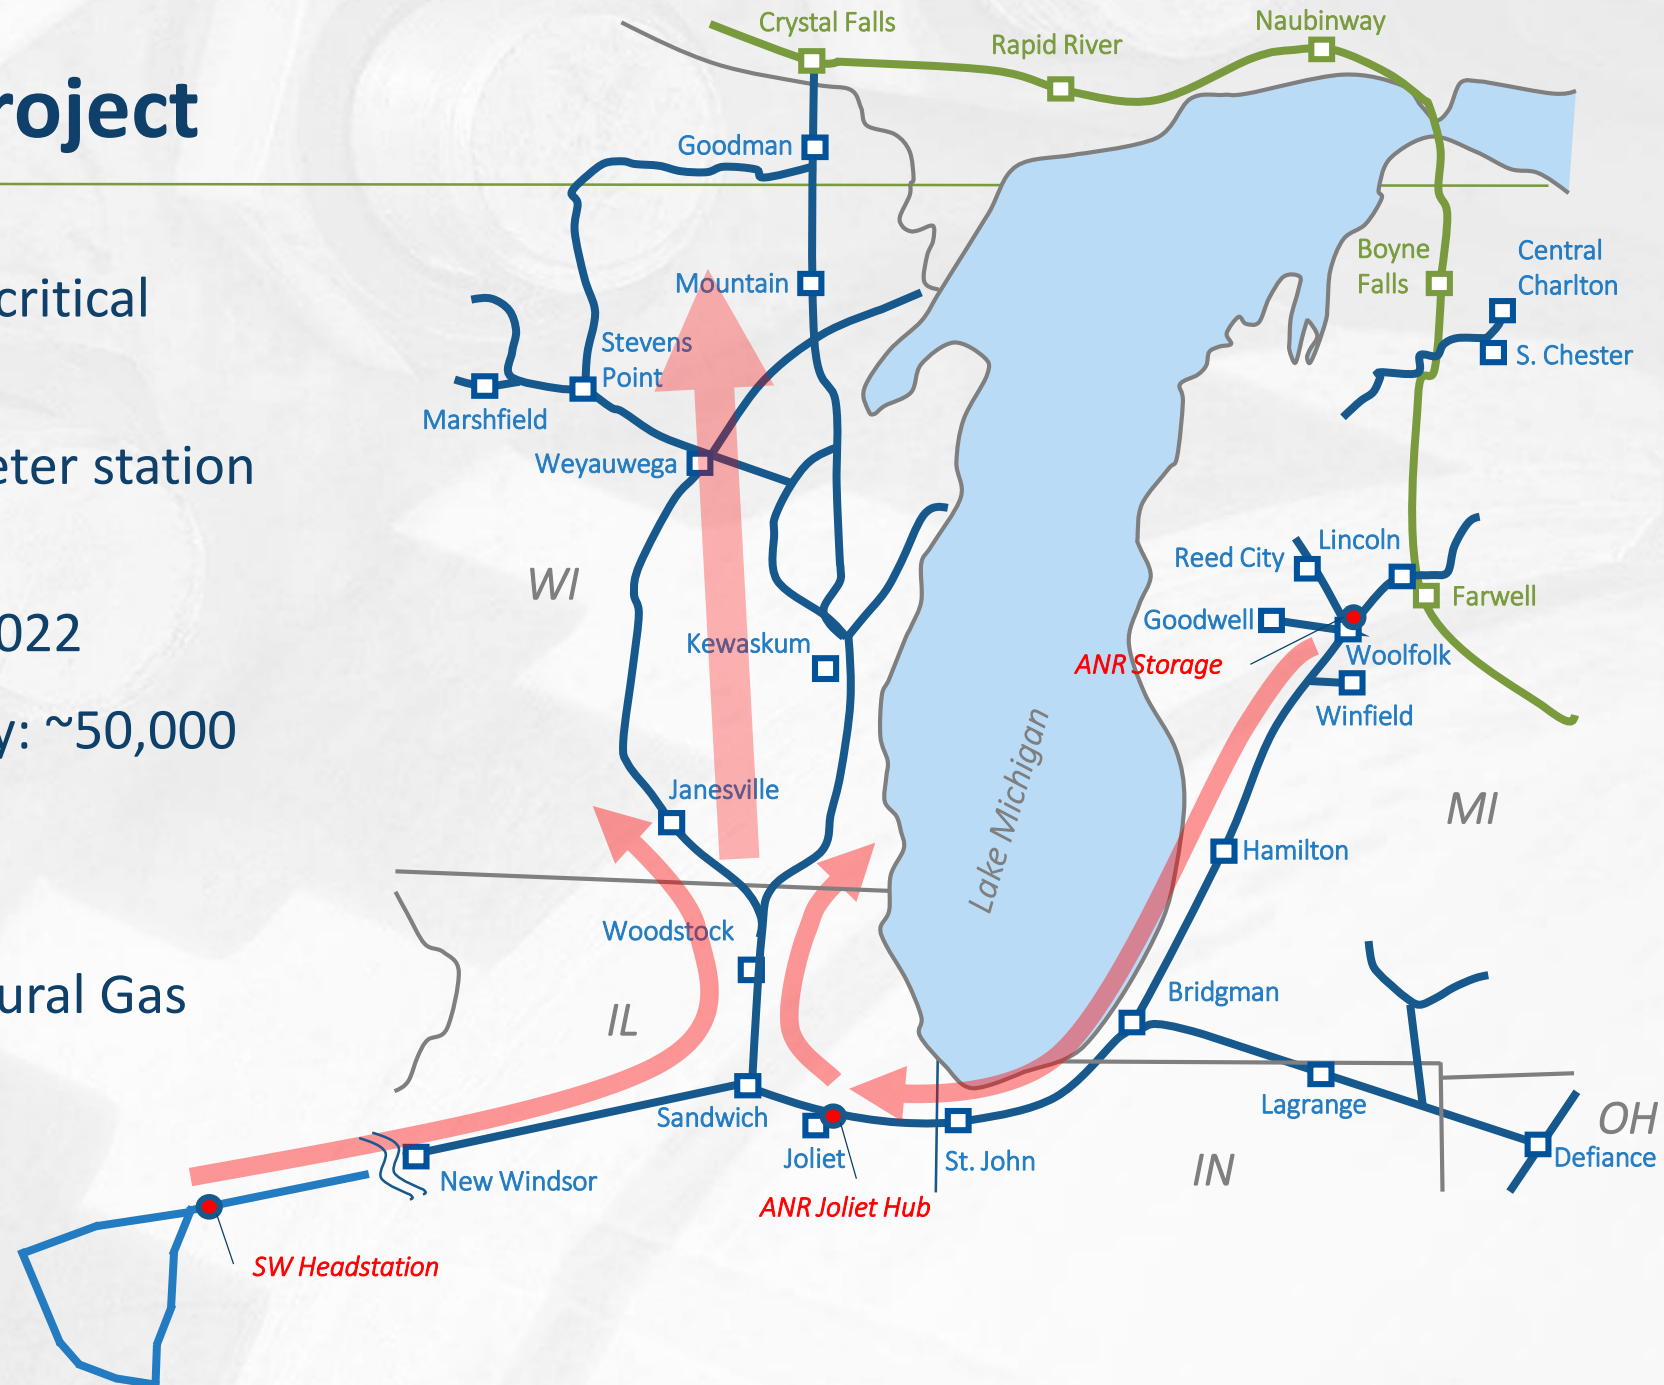 Crystal Falls
Rapid River
Naubinway
roject
Goodman
critical
Mountain
Boyne
Falls
Central
Charlton
Stevens
Point
S. Chester
Marshfield
eter station
Weyauwega
WI
Reed City
Lincoln
Farwell
022
Goodwell
Kewaskum
ANR Storage
Woolfolk
Winfield
y: ~50,000
Lake Michigan
Janesville
MI
Hamilton
Woodstock
ural Gas
IL
Bridgman
Sandwich
Lagrange
OH
Joliet
St. John
IN
Defiance
New Windsor
ANR Joliet Hub
SW Headstation